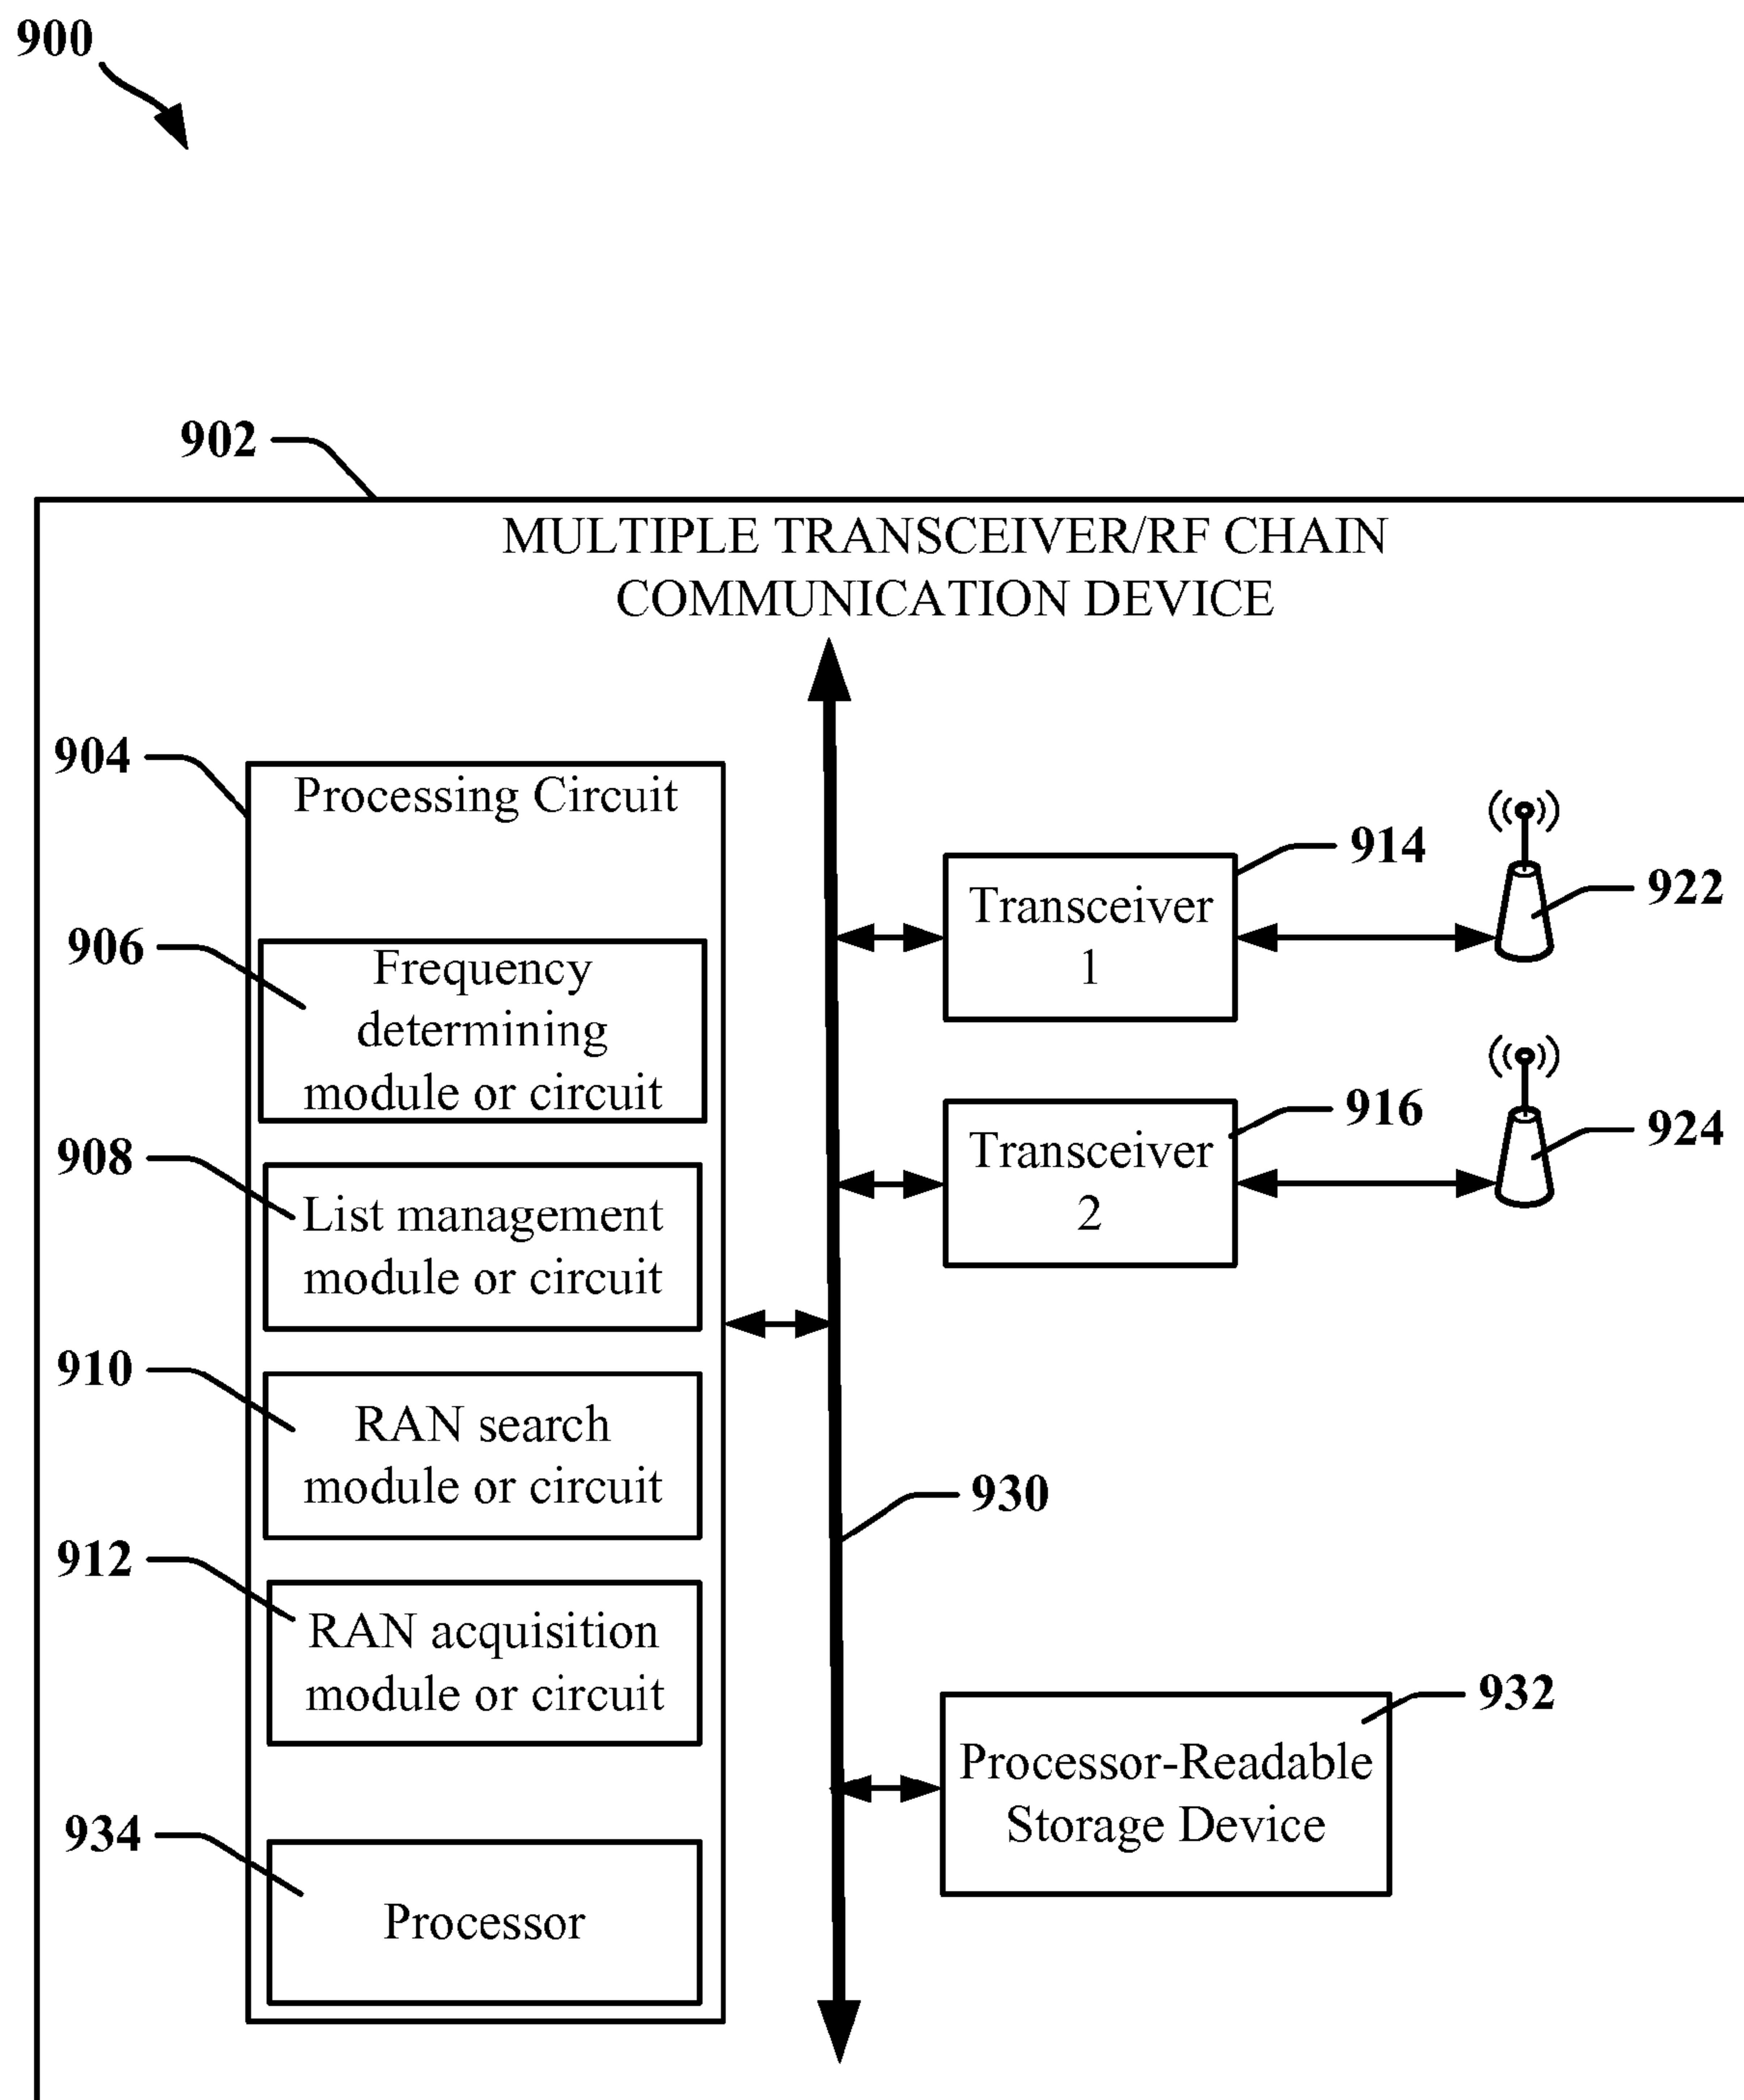 900
902
MULTIPLE TRANSCEIVER/RF CHAIN
COMMUNICATION DEVICE
904
Processing Circuit
906
Frequency
determining
module or circuit
908
List management
module or circuit
910
RAN search
module or circuit
912
RAN acquisition
module or circuit
934
Processor
914
Transceiver
1
922
916
Transceiver
2
924
930
932
Processor-Readable
Storage Device